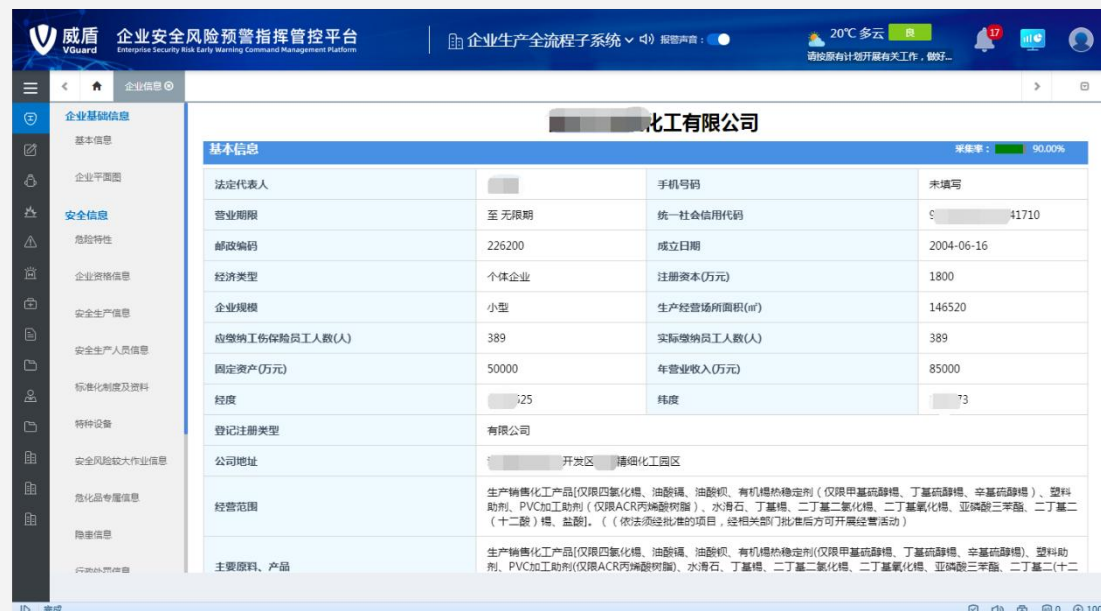 威盾
VGuard
企业安全风险预警指挥管控平台
Enterprise Security Risk Early Warning Command Management Platform
企业生产全流程子系统
报警声音：
20℃ 多云
良
请按原有计划开展有关工作，做好...
17
企业信息
企业基础信息
基本信息
企业平面图
安全信息
危险特性
企业资格信息
安全生产信息
安全生产人员信息
标准化制度及资料
特种设备
安全风险较大作业信息
危化品专属信息
隐患信息
行政处罚信息
化工有限公司
基本信息
采集率：
90.00%
法定代表人
手机号码 未填写
营业期限 至 无限期 统一社会信用代码 9 41710
邮政编码 226200 成立日期 2004-06-16
经济类型 个体企业 注册资本(万元) 1800
企业规模 小型 生产经营场所面积(㎡) 146520
应缴纳工伤保险员工人数(人) 389 实际缴纳员工人数(人) 389
固定资产(万元) 50000 年营业收入(万元) 85000
经度 525 纬度 73
登记注册类型 有限公司
公司地址 开发区 精细化工园区
经营范围
生产销售化工产品[仅限四氯化锡、油酸镉、油酸钡、有机锡热稳定剂（仅限甲基硫醇锡、丁基硫醇锡、辛基硫醇锡）、塑料
助剂、PVC加工助剂（仅限ACR丙烯酸树脂）、水滑石、丁基锡、二丁基二氯化锡、二丁基氧化锡、亚磷酸三苯酯、二丁基二
（十二酸）锡、盐酸]。（（依法须经批准的项目，经相关部门批准后方可开展经营活动）
主要原料、产品
生产销售化工产品[仅限四氯化锡、油酸镉、油酸钡、有机锡热稳定剂(仅限甲基硫醇锡、丁基硫醇锡、辛基硫醇锡)、塑料助
剂、PVC加工助剂(仅限ACR丙烯酸树脂)、水滑石、丁基锡、二丁基二氯化锡、二丁基氧化锡、亚磷酸三苯酯、二丁基二(十二
完成
0
100